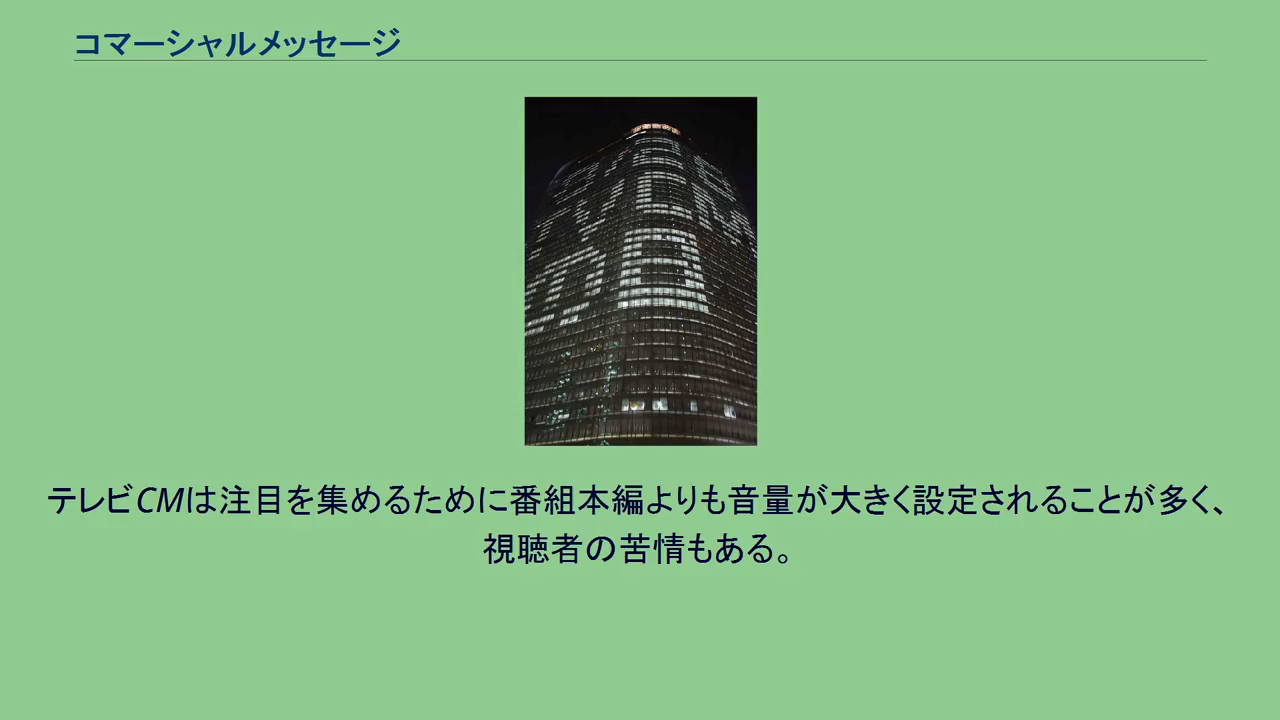 コマーシャルメッセージ
テレビCMは注目を集めるために番組本編よりも音量が大きく設定されることが多く、
視聴者の苦情もある。